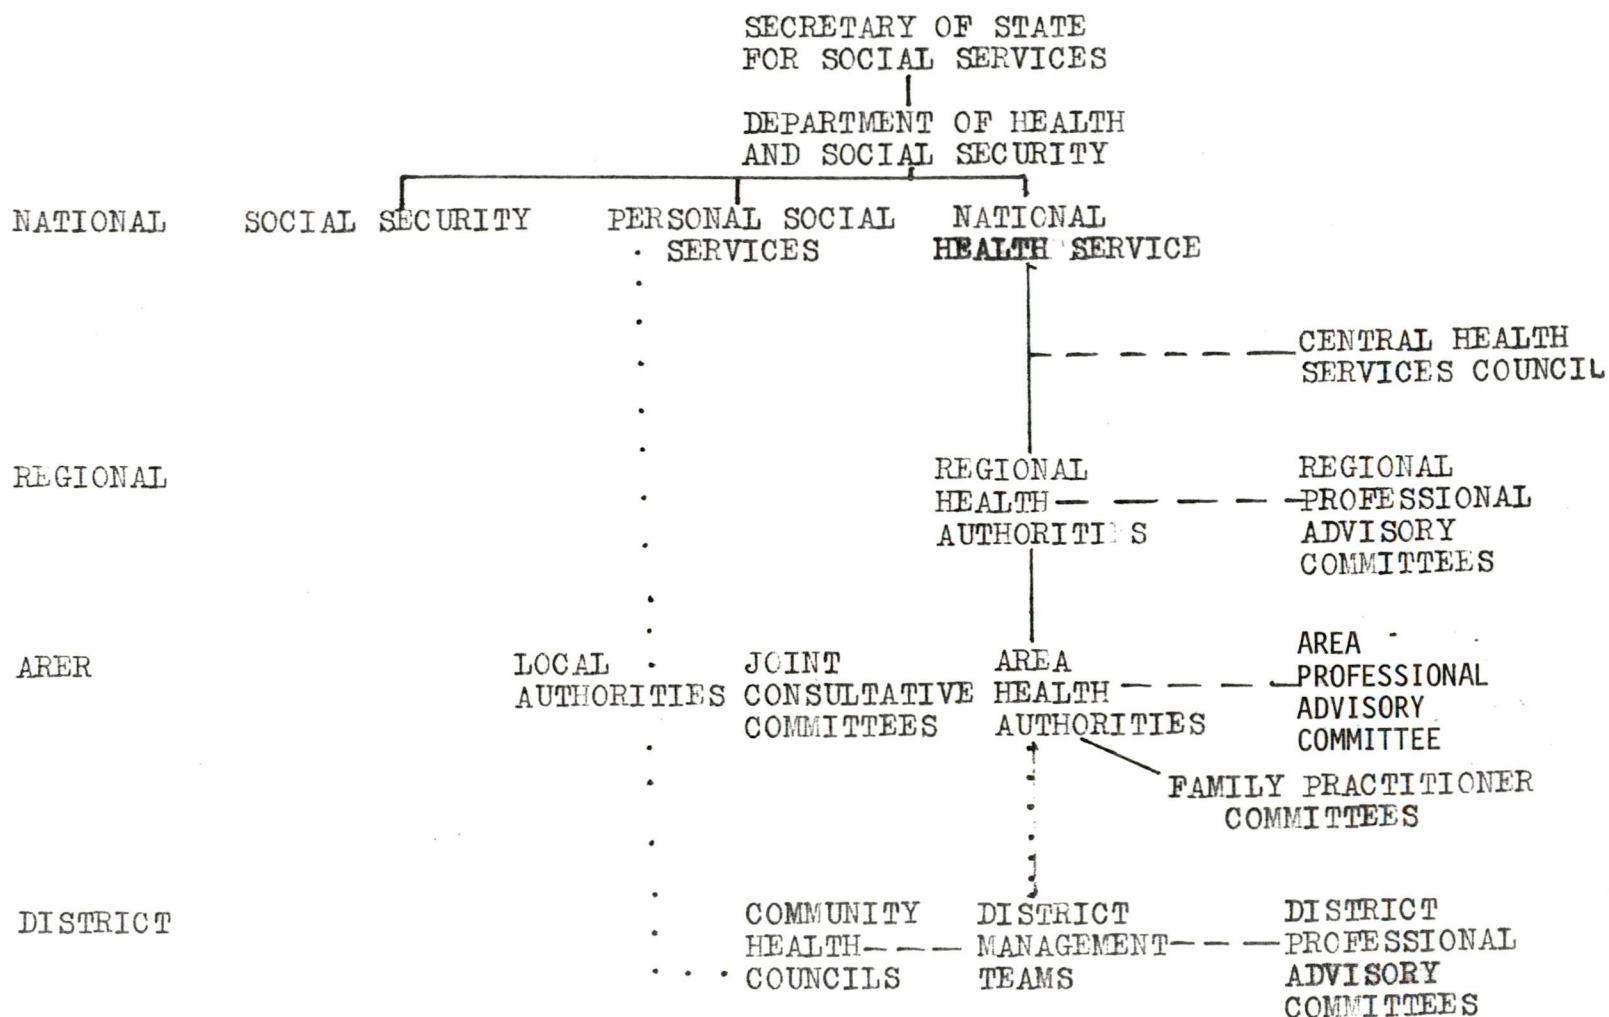 SECRETARY OF STATE
FOR SOCIAL SERVICES
DEPARTMENT OF HEALTH
AND SOCIAL SECURITY
NATIONAL
SOCIAL SECURITY
PERSONAL SOCIAL
SERVICES
NATIONAL
HEALTH SERVICE
CENTRAL HEALTH
SERVICES COUNCIL
REGIONAL
REGIONAL
HEALTH
AUTHORITIES
REGIONAL
PROFESSIONAL
ADVISORY
COMMITTEES
ARER
LOCAL
AUTHORITIES
JOINT
CONSULTATIVE
COMMITTEES
AREA
HEALTH
AUTHORITIES
AREA
PROFESSIONAL
ADVISORY
COMMITTEE
FAMILY PRACTITIONER
COMMITTEES
DISTRICT
COMMUNITY
HEALTH
COUNCILS
DISTRICT
MANAGEMENT
TEAMS
DISTRICT
PROFESSIONAL
ADVISORY
COMMITTEES